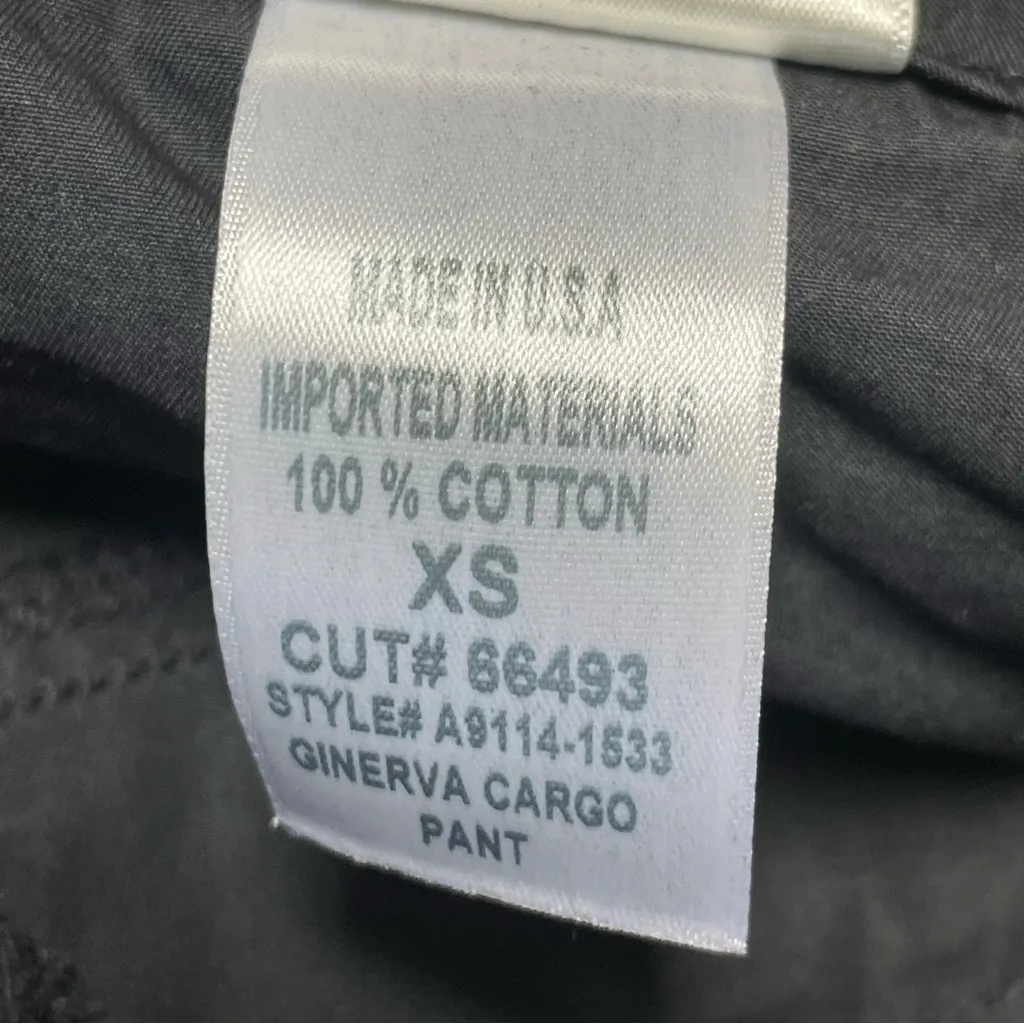 MADE IN U.S.A
IMPORTED MATERIALS
100 % COTTON
XS
CUT# 66493
STYLE# A9114-1533
GINERVA CARGO
PANT